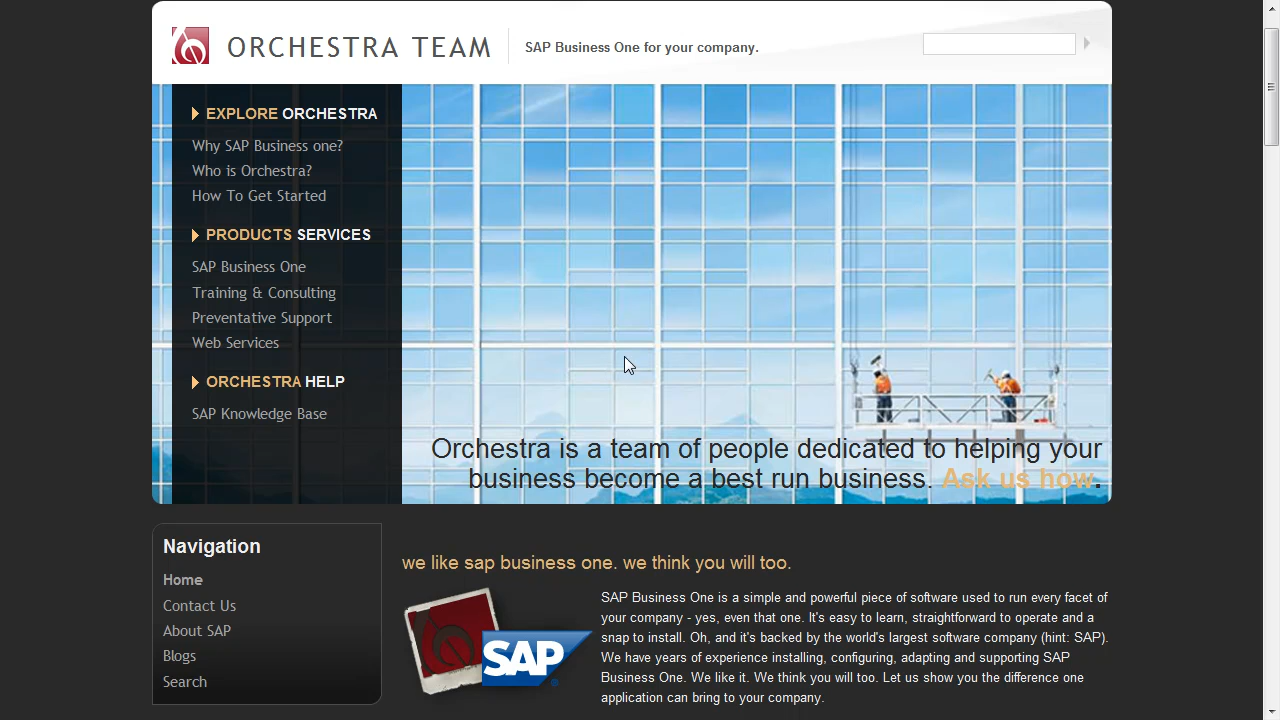 ORCHESTRA TEAM
SAP Business One for your company.
EXPLORE ORCHESTRA
Why SAP Business one?
Who is Orchestra?
How To Get Started
PRODUCTS SERVICES
SAP Business One
Training & Consulting
Preventative Support
Web Services
ORCHESTRA HELP
SAP Knowledge Base
Orchestra is a team of people dedicated to helping your
business become a best run business. Ask us how.
Navigation
Home
Contact Us
About SAP
Blogs
Search
we like sap business one. we think you will too.
SAP
SAP Business One is a simple and powerful piece of software used to run every facet of
your company - yes, even that one. It's easy to learn, straightforward to operate and a
snap to install. Oh, and it's backed by the world's largest software company (hint: SAP).
We have years of experience installing, configuring, adapting and supporting SAP
Business One. We like it. We think you will too. Let us show you the difference one
application can bring to your company.